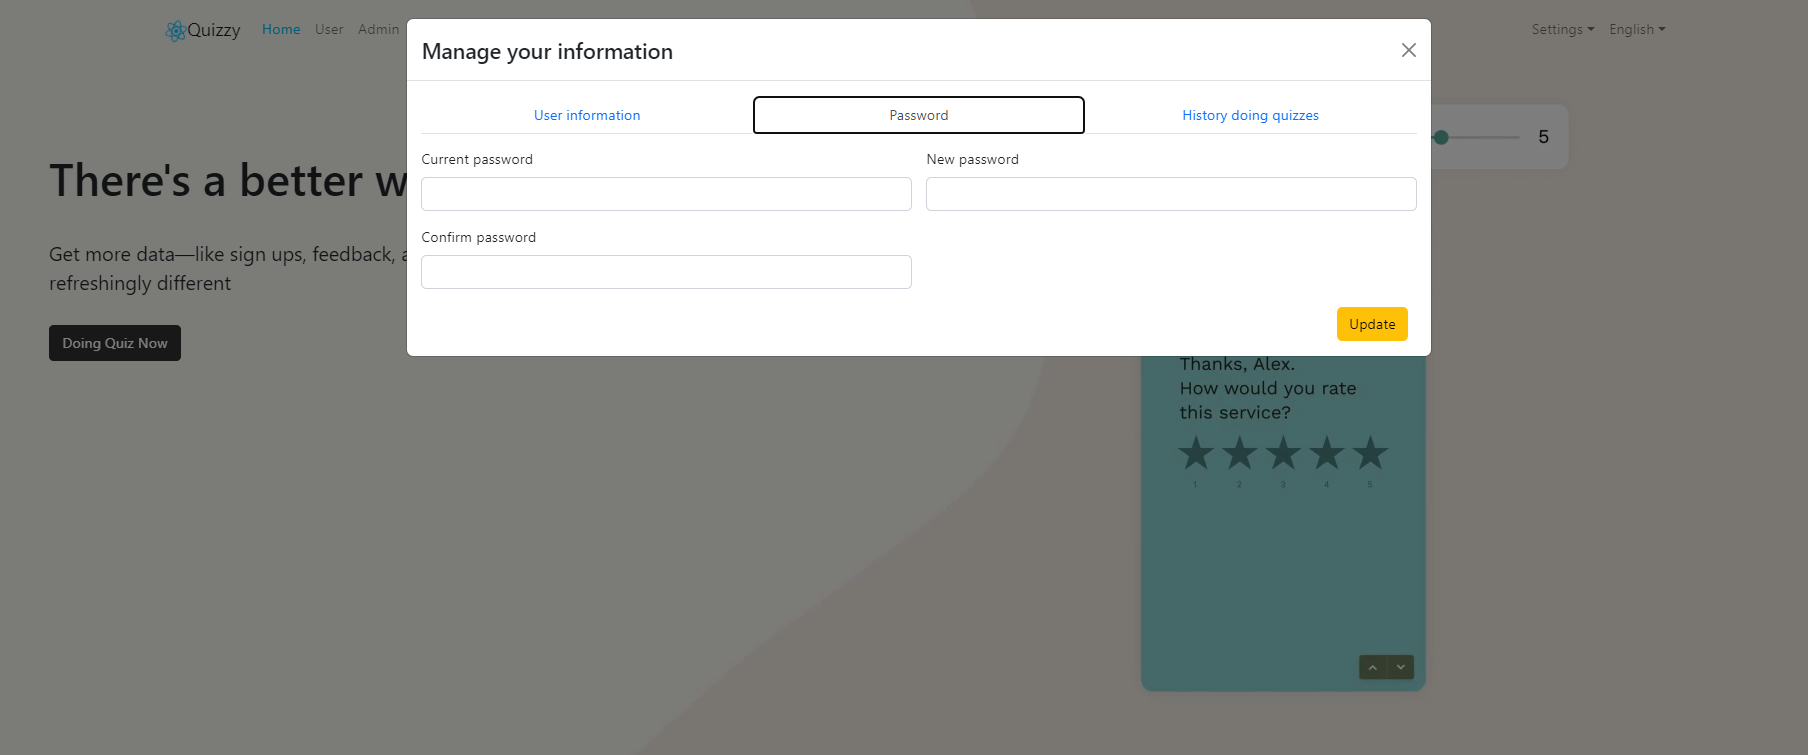 Quizzy Home User Admin
Settings English
Manage your information
User information Password History doing quizzes
Current password New password
Confirm password
Update
5
There's a better w
Get more data—like sign ups, feedback, a
refreshingly different
Doing Quiz Now
Thanks, Alex.
How would you rate
this service?
1 2 3 4 5